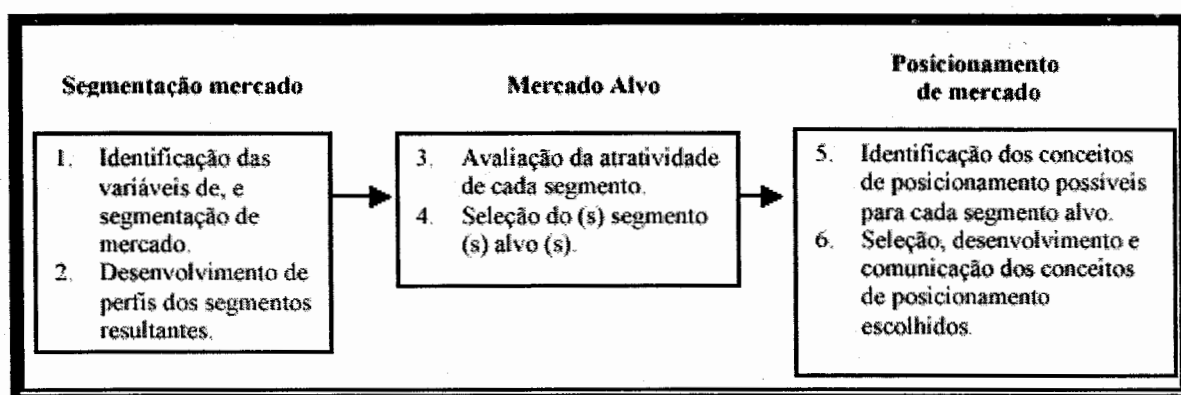 Segmentação mercado
1. Identificação das
variáveis de, e
segmentação de
mercado.
2. Desenvolvimento de
perfis dos segmentos
resultantes.
Mercado Alvo
3. Avaliação da atratividade
de cada segmento.
4. Seleção do (s) segmento
(s) alvo (s).
Posicionamento
de mercado
5. Identificação dos conceitos
de posicionamento possíveis
para cada segmento alvo.
6. Seleção, desenvolvimento e
comunicação dos conceitos
de posicionamento
escolhidos.